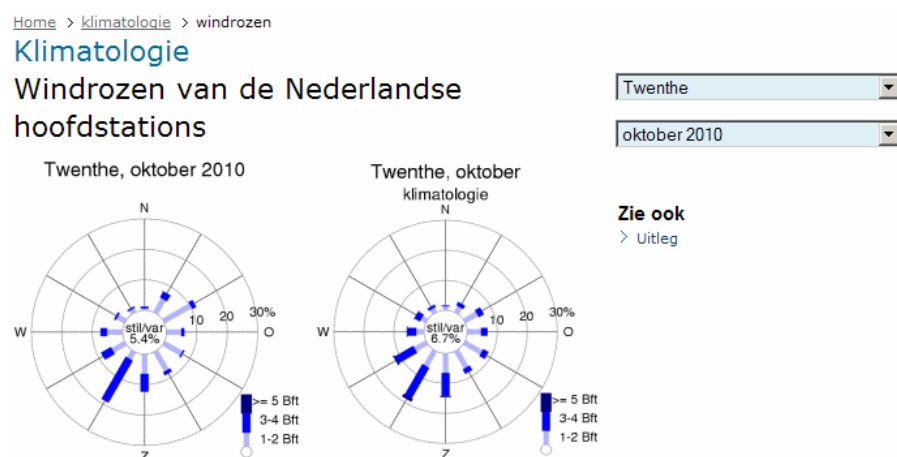 Home > klimatologie > windrozen
Klimatologie
Windrozen van de Nederlandse
hoofdstations
Twenthe
oktober 2010
Zie ook
> Uitleg
Twenthe, oktober 2010
N
30%
20
10
W
O
stil/var
5.4%
>= 5 Bft
3-4 Bft
1-2 Bft
Z
Twenthe, oktober
klimatologie
N
30%
20
10
W
O
stil/var
6.7%
>= 5 Bft
3-4 Bft
1-2 Bft
Z